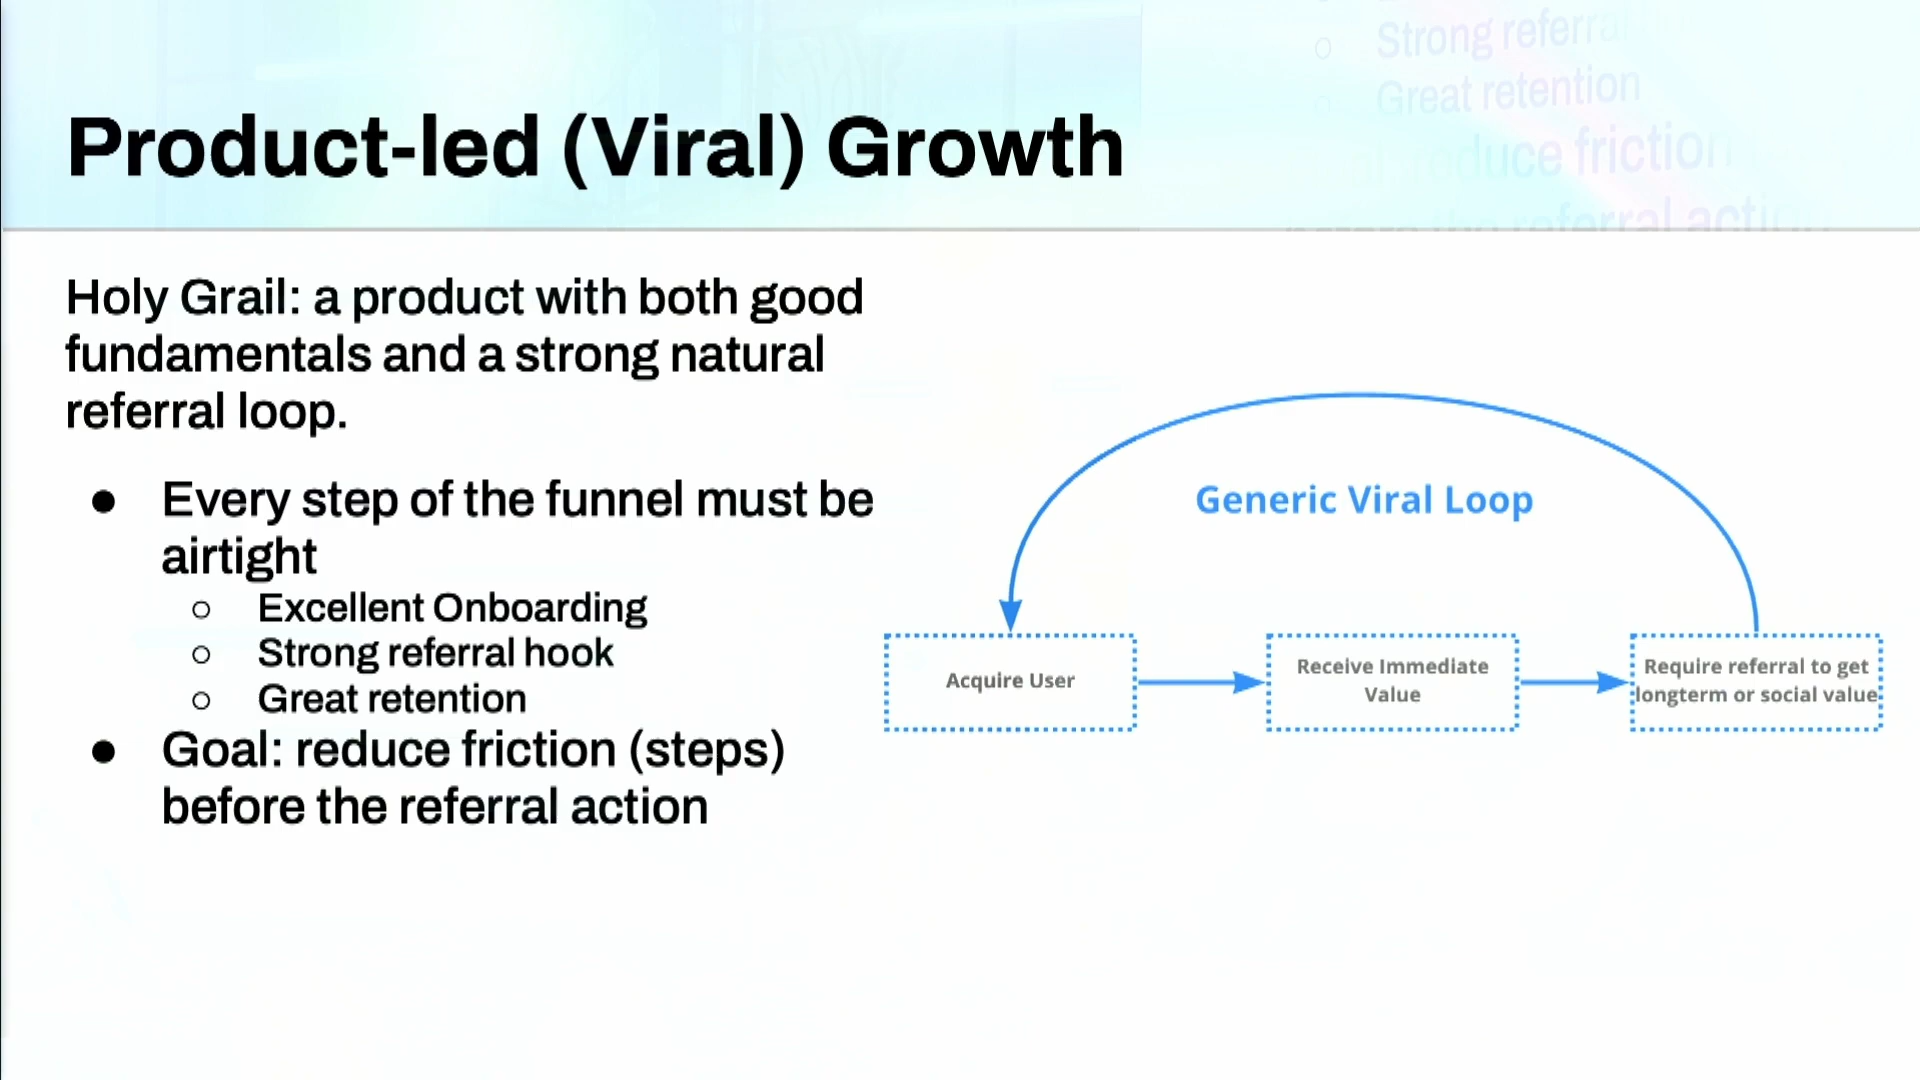 Strong referral
Great retention
duce friction
Product-led (Viral) Growth
Holy Grail: a product with both good
fundamentals and a strong natural
referral loop.
● Every step of the funnel must be
airtight
○ Excellent Onboarding
○ Strong referral hook
○ Great retention
● Goal: reduce friction (steps)
before the referral action
Generic Viral Loop
Acquire User
Receive Immediate
Value
Require referral to get
longterm or social value